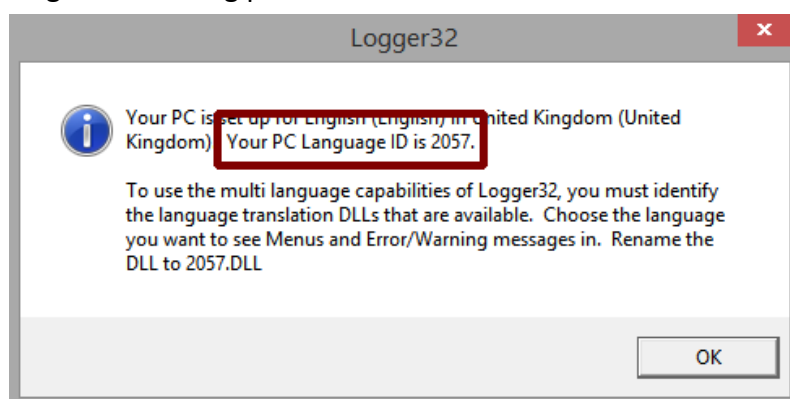 Logger32
x
Your PC is set up for English (English) in United Kingdom (United
Kingdom) Your PC Language ID is 2057.
To use the multi language capabilities of Logger32, you must identify
the language translation DLLs that are available. Choose the language
you want to see Menus and Error/Warning messages in. Rename the
DLL to 2057.DLL
OK